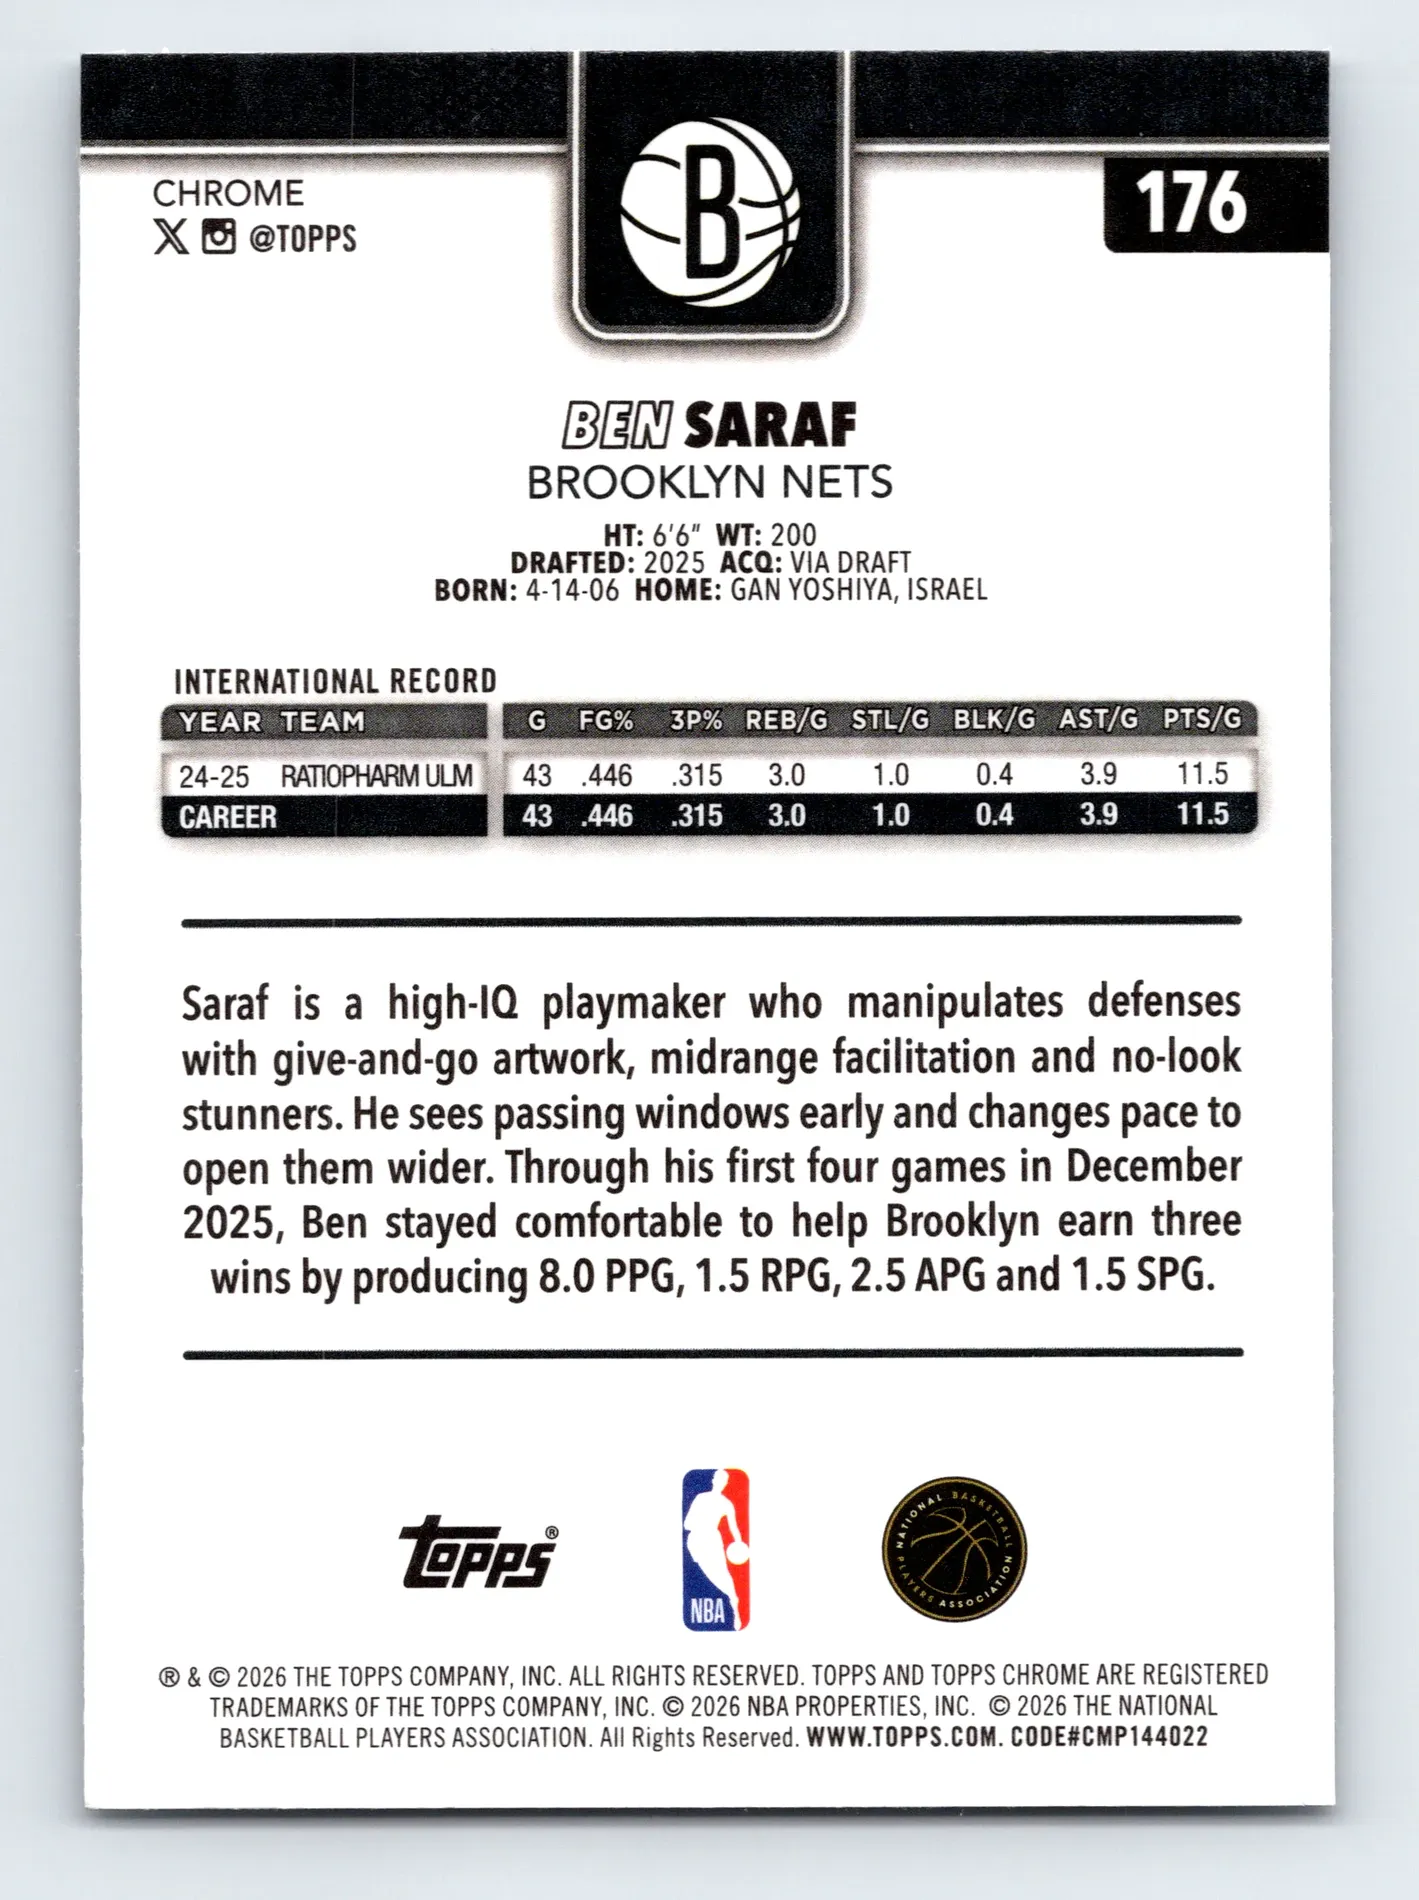 CHROME
@TOPPS
B
176
BEN SARAF
BROOKLYN NETS
HT: 6'6" WT: 200
DRAFTED: 2025 ACQ: VIA DRAFT
BORN: 4-14-06 HOME: GAN YOSHIYA, ISRAEL
INTERNATIONAL RECORD
YEAR TEAM G FG% 3P% REB/G STL/G BLK/G AST/G PTS/G
24-25 RATIOPHARM ULM 43 .446 .315 3.0 1.0 0.4 3.9 11.5
CAREER 43 .446 .315 3.0 1.0 0.4 3.9 11.5
Saraf is a high-IQ playmaker who manipulates defenses
with give-and-go artwork, midrange facilitation and no-look
stunners. He sees passing windows early and changes pace to
open them wider. Through his first four games in December
2025, Ben stayed comfortable to help Brooklyn earn three
wins by producing 8.0 PPG, 1.5 RPG, 2.5 APG and 1.5 SPG.
Topps®
NBA
NATIONAL BASKETBALL PLAYERS ASSOCIATION
® & © 2026 THE TOPPS COMPANY, INC. ALL RIGHTS RESERVED. TOPPS AND TOPPS CHROME ARE REGISTERED
TRADEMARKS OF THE TOPPS COMPANY, INC. © 2026 NBA PROPERTIES, INC. © 2026 THE NATIONAL
BASKETBALL PLAYERS ASSOCIATION. All Rights Reserved. WWW.TOPPS.COM. CODE#CMP144022